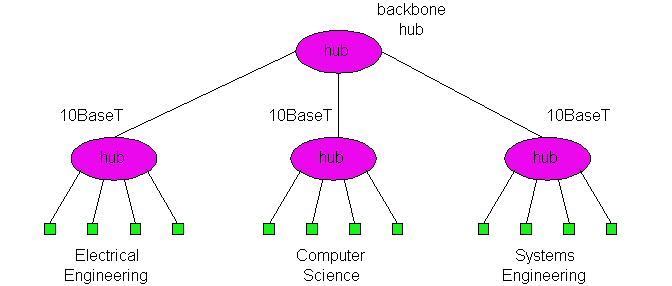 backbone
hub
hub
10BaseT
10BaseT
10BaseT
hub
hub
hub
Electrical
Engineering
Computer
Science
Systems
Engineering